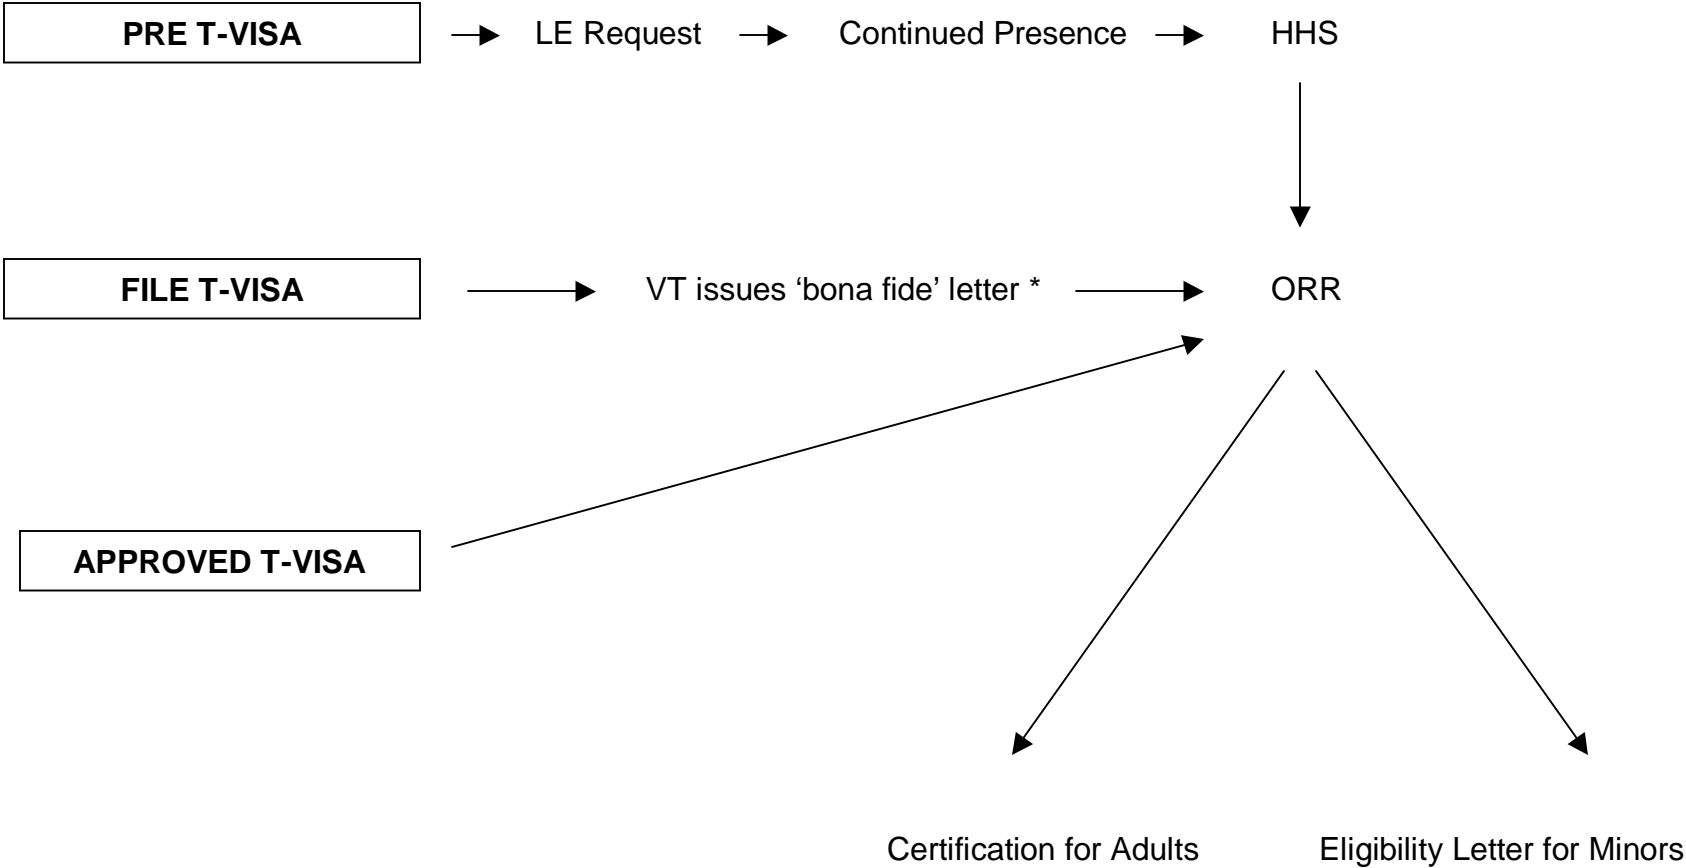 PRE T-VISA
LE Request
Continued Presence
HHS
FILE T-VISA
VT issues ‘bona fide’ letter *
ORR
APPROVED T-VISA
Certification for Adults
Eligibility Letter for Minors